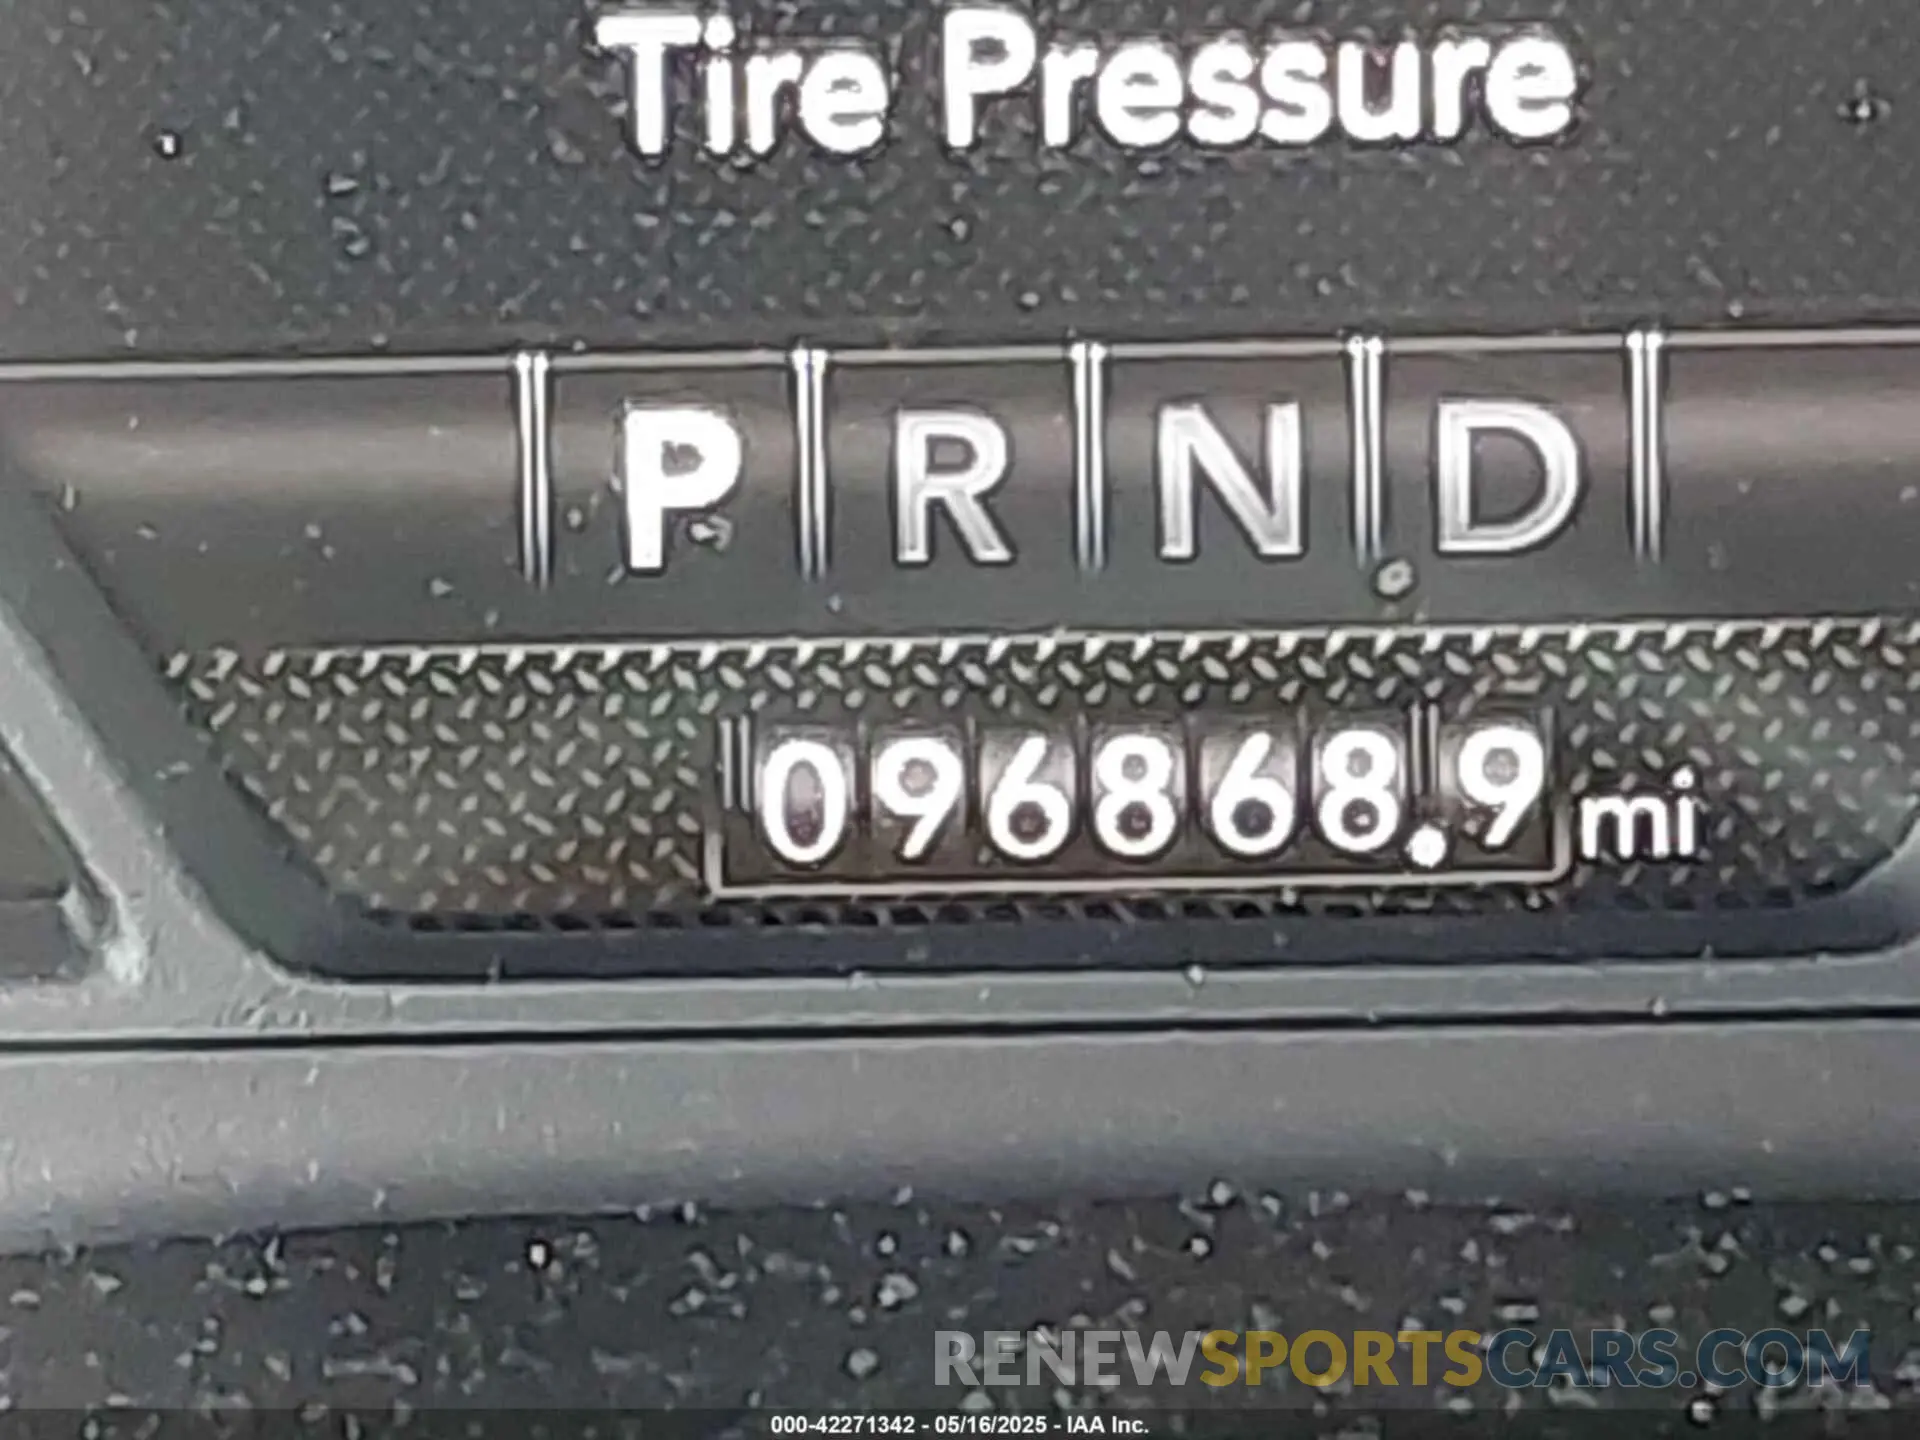 Tire Pressure
P R N D
096868.9 mi
RENEWSPORTSCARS.COM
000-42271342 - 05/16/2025 - IAA Inc.